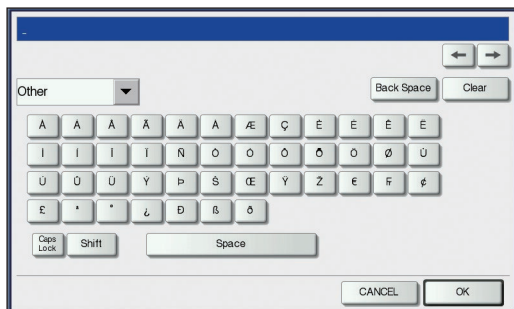 _
← →
Other Back Space Clear
À Á Â Ã Ä Å Æ Ç È É Ê Ë
Ì Í Î Ï Ñ Ò Ó Ô Õ Ö Ø Ù
Ú Û Ü Ý Þ Š Œ Ÿ Ž € ₣ ¢
£ ª ° ¿ Ð ß ð
Caps Lock Shift Space
CANCEL OK